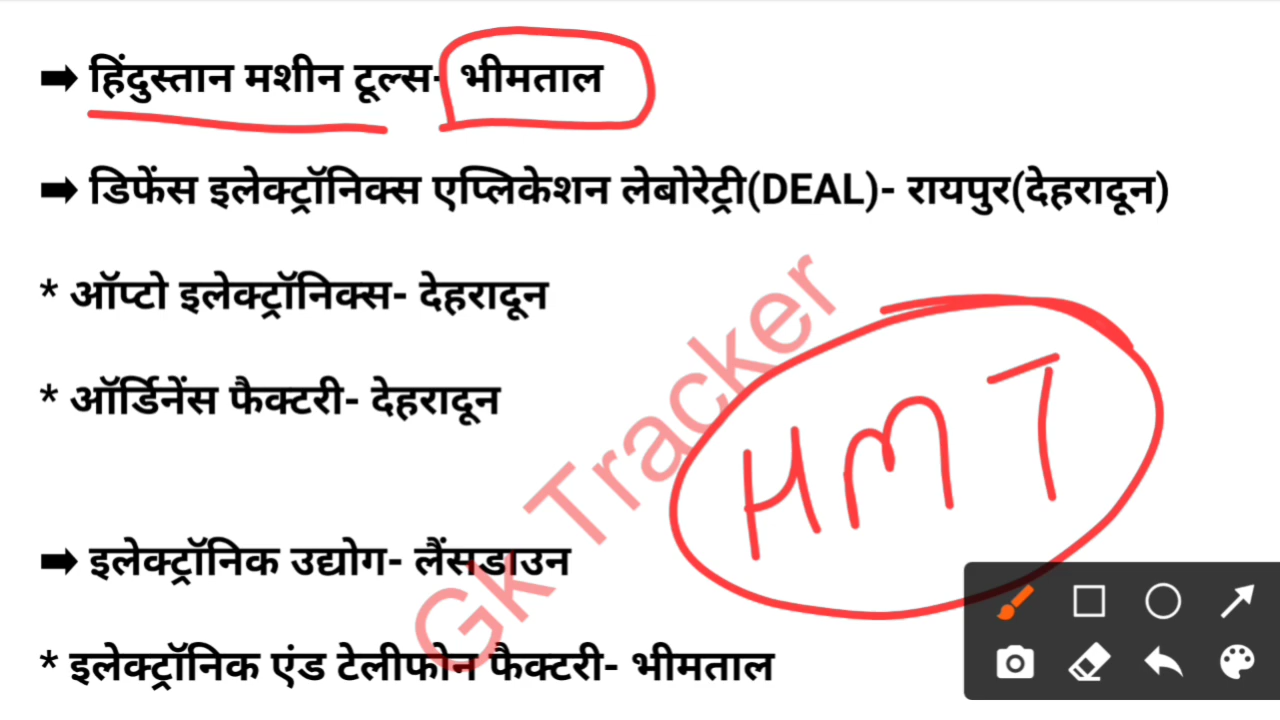 ➡ हिंदुस्तान मशीन टूल्स- भीमताल
➡ डिफेंस इलेक्ट्रॉनिक्स एप्लिकेशन लेबोरेट्री(DEAL)- रायपुर(देहरादून)
* ऑप्टो इलेक्ट्रॉनिक्स- देहरादून
* ऑर्डिनेंस फैक्टरी- देहरादून
HMT
Gk Tracker
➡ इलेक्ट्रॉनिक उद्योग- लैंसडाउन
* इलेक्ट्रॉनिक एंड टेलीफोन फैक्टरी- भीमताल